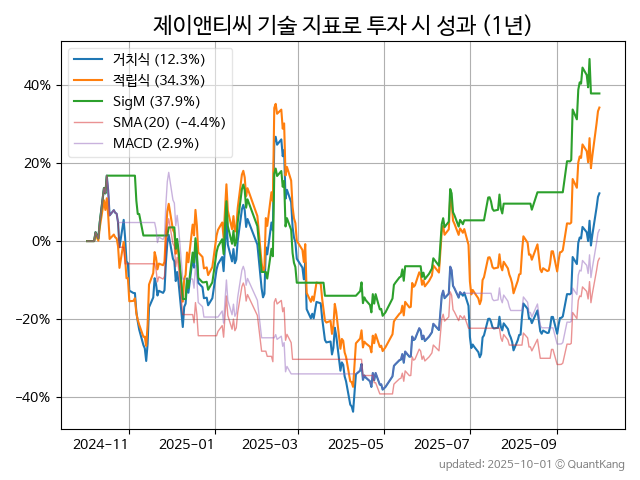 제이앤티씨 기술 지표로 투자 시 성과 (1년)
거치식 (12.3%)
적립식 (34.3%)
SigM (37.9%)
SMA(20) (-4.4%)
MACD (2.9%)
40%
20%
0%
−20%
−40%
2024-11 2025-01 2025-03 2025-05 2025-07 2025-09
updated: 2025-10-01 © QuantKang